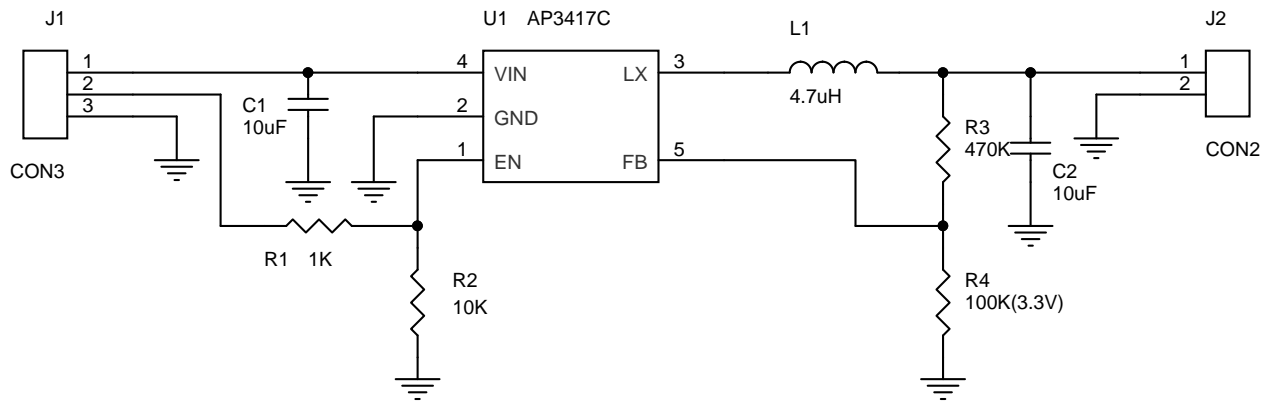 J1
1
2
3
CON3
C1
10uF
R1 1K
R2
10K
U1 AP3417C
4
2
1
VIN
GND
EN
LX
FB
3
5
L1
4.7uH
R3
470K
C2
10uF
R4
100K(3.3V)
J2
1
2
CON2